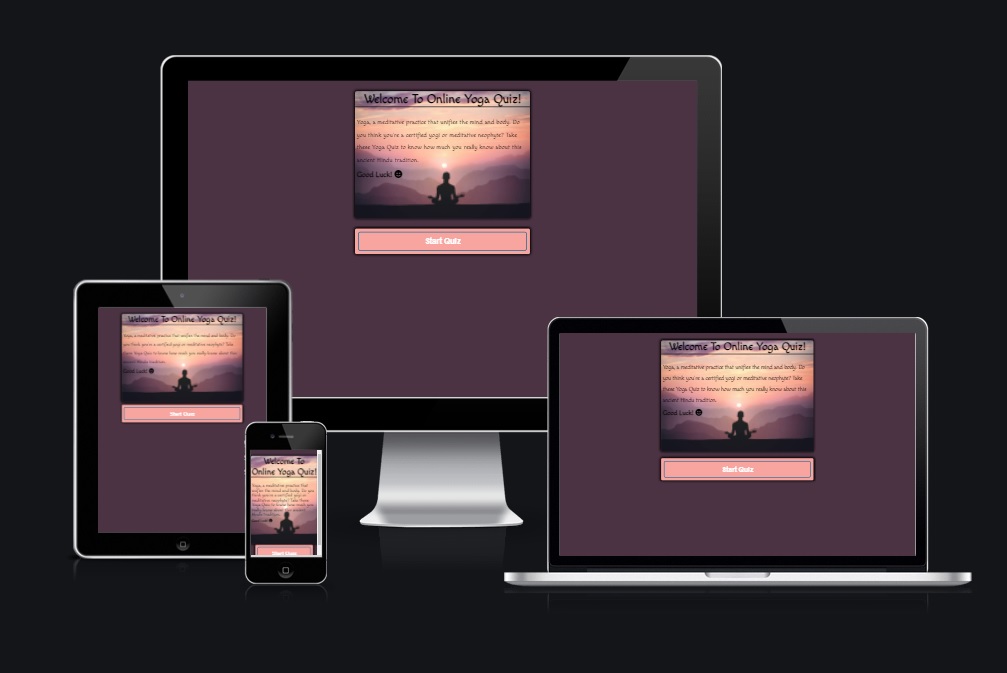 Welcome To Online Yoga Quiz!
Yoga, a meditative practice that unifies the mind and body. Do
you think you're a certified yogi or meditative neophyte? Take
these Yoga Quiz to know how much you really know about this
ancient Hindu tradition.
Good Luck! ☻
Start Quiz
Welcome To Online Yoga Quiz!
Yoga, a meditative practice that unifies the mind and body. Do
you think you're a certified yogi or meditative neophyte? Take
these Yoga Quiz to know how much you really know about this
ancient Hindu tradition.
Good Luck! ☻
Start Quiz
Welcome To
Online Yoga Quiz!
Yoga, a meditative practice that
unifies the mind and body. Do you
think you're a certified yogi or
meditative neophyte? Take these
Yoga Quiz to know how much you
really know about this ancient
Hindu tradition.
Good Luck! ☻
Start Quiz
Welcome To Online Yoga Quiz!
Yoga, a meditative practice that unifies the mind and body. Do
you think you're a certified yogi or meditative neophyte? Take
these Yoga Quiz to know how much you really know about this
ancient Hindu tradition.
Good Luck! ☻
Start Quiz